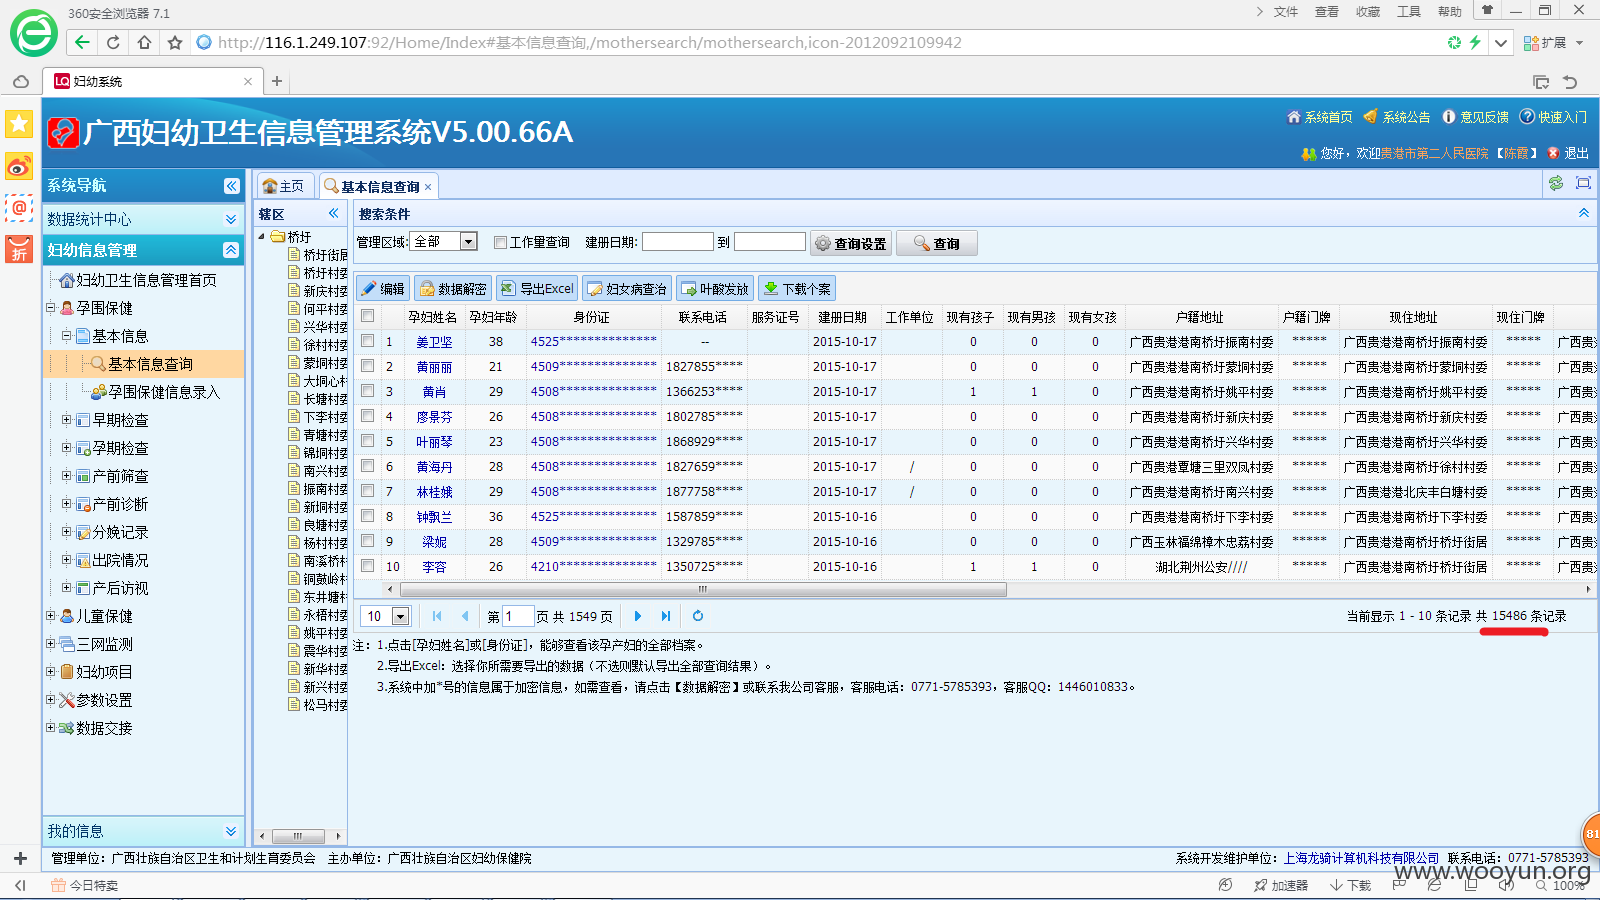 360安全浏览器 7.1
文件 查看 收藏 工具 帮助
http://116.1.249.107:92/Home/Index#基本信息查询,/mothersearch/mothersearch,icon-2012092109942
扩展
妇幼系统
广西妇幼卫生信息管理系统V5.00.66A
系统首页 系统公告 意见反馈 快速入门
您好，欢迎贵港市第二人民医院 【陈霞】 退出
系统导航
数据统计中心
妇幼信息管理
妇幼卫生信息管理首页
孕围保健
基本信息
基本信息查询
孕围保健信息录入
早期检查
孕期检查
产前筛查
产前诊断
分娩记录
出院情况
产后访视
儿童保健
三网监测
妇幼项目
参数设置
数据交接
我的信息
主页 基本信息查询
辖区
桥圩
桥圩街居
桥圩村委
新庆村委
何平村委
兴华村委
徐村村委
蒙垌村委
大垌心村
长塘村委
下李村委
青塘村委
锦垌村委
南兴村委
振南村委
新垌村委
良塘村委
杨村村委
南溪桥村
铜鼓岭村
东井塘村
永梧村委
姚平村委
震华村委
新华村委
新兴村委
松马村委
搜索条件
管理区域: 全部 工作量查询 建册日期: 到 查询设置 查询
编辑 数据解密 导出Excel 妇女病查治 叶酸发放 下载个案
孕妇姓名 孕妇年龄 身份证 联系电话 服务证号 建册日期 工作单位 现有孩子 现有男孩 现有女孩 户籍地址 户籍门牌 现住地址 现住门牌
1 姜卫坚 38 4525************** -- 2015-10-17 0 0 0 广西贵港港南桥圩振南村委 ***** 广西贵港港南桥圩振南村委 ***** 广西贵港
2 黄丽丽 21 4509************** 1827855**** 2015-10-17 0 0 0 广西贵港港南桥圩蒙垌村委 ***** 广西贵港港南桥圩蒙垌村委 ***** 广西贵港
3 黄肖 29 4508************** 1366253**** 2015-10-17 1 1 0 广西贵港港南桥圩姚平村委 ***** 广西贵港港南桥圩姚平村委 ***** 广西贵港
4 廖景芬 26 4508************** 1802785**** 2015-10-17 0 0 0 广西贵港港南桥圩新庆村委 ***** 广西贵港港南桥圩新庆村委 ***** 广西贵港
5 叶丽琴 23 4508************** 1868929**** 2015-10-17 0 0 0 广西贵港港南桥圩兴华村委 ***** 广西贵港港南桥圩兴华村委 ***** 广西贵港
6 黄海丹 28 4508************** 1827659**** 2015-10-17 / 0 0 0 广西贵港覃塘三里双凤村委 ***** 广西贵港港南桥圩徐村村委 ***** 广西贵港
7 林桂娥 29 4508************** 1877758**** 2015-10-17 / 0 0 0 广西贵港港南桥圩南兴村委 ***** 广西贵港港北庆丰白塘村委 ***** 广西贵港
8 钟飘兰 36 4525************** 1587859**** 2015-10-16 0 0 0 广西贵港港南桥圩下李村委 ***** 广西贵港港南桥圩下李村委 ***** 广西贵港
9 梁妮 28 4509************** 1329785**** 2015-10-16 0 0 0 广西玉林福绵樟木忠荔村委 ***** 广西贵港港南桥圩桥圩街居 ***** 广西贵港
10 李容 26 4210************** 1350725**** 2015-10-16 1 1 0 湖北荆州公安//// ***** 广西贵港港南桥圩桥圩街居 ***** 广西贵港
10 第 1 页 共 1549 页 当前显示 1 - 10 条记录 共 15486 条记录
注：1.点击[孕妇姓名]或[身份证]，能够查看该孕产妇的全部档案。
2.导出Excel：选择你所需要导出的数据（不选则默认导出全部查询结果）。
3.系统中加*号的信息属于加密信息，如需查看，请点击【数据解密】或联系我公司客服，客服电话：0771-5785393，客服QQ：1446010833。
81
管理单位：广西壮族自治区卫生和计划生育委员会 主办单位：广西壮族自治区妇幼保健院 系统开发维护单位：上海龙骑计算机科技有限公司 联系电话：0771-5785393
www.wooyun.org
今日特卖 加速器 下载 100%